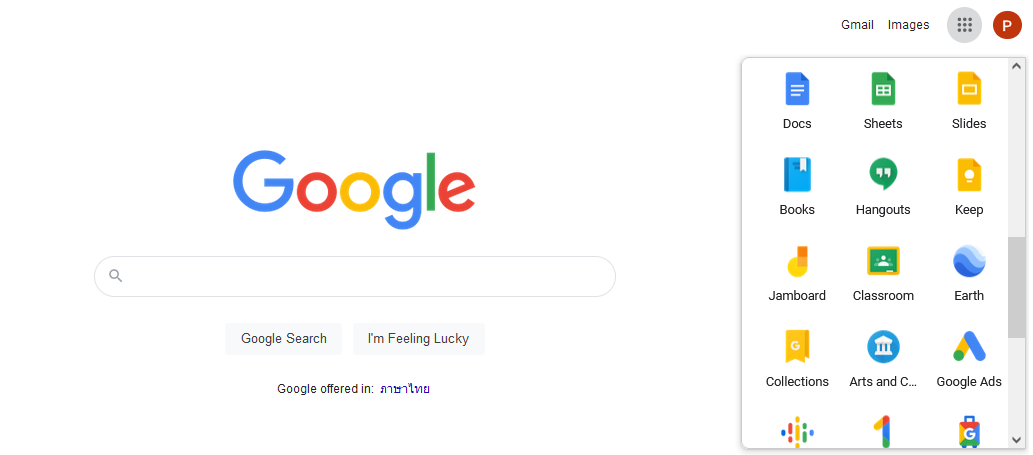 Gmail Images P
Google
Google Search I'm Feeling Lucky
Google offered in: ภาษาไทย
Docs Sheets Slides
Books Hangouts Keep
Jamboard Classroom Earth
G
Collections Arts and C... Google Ads
1 G